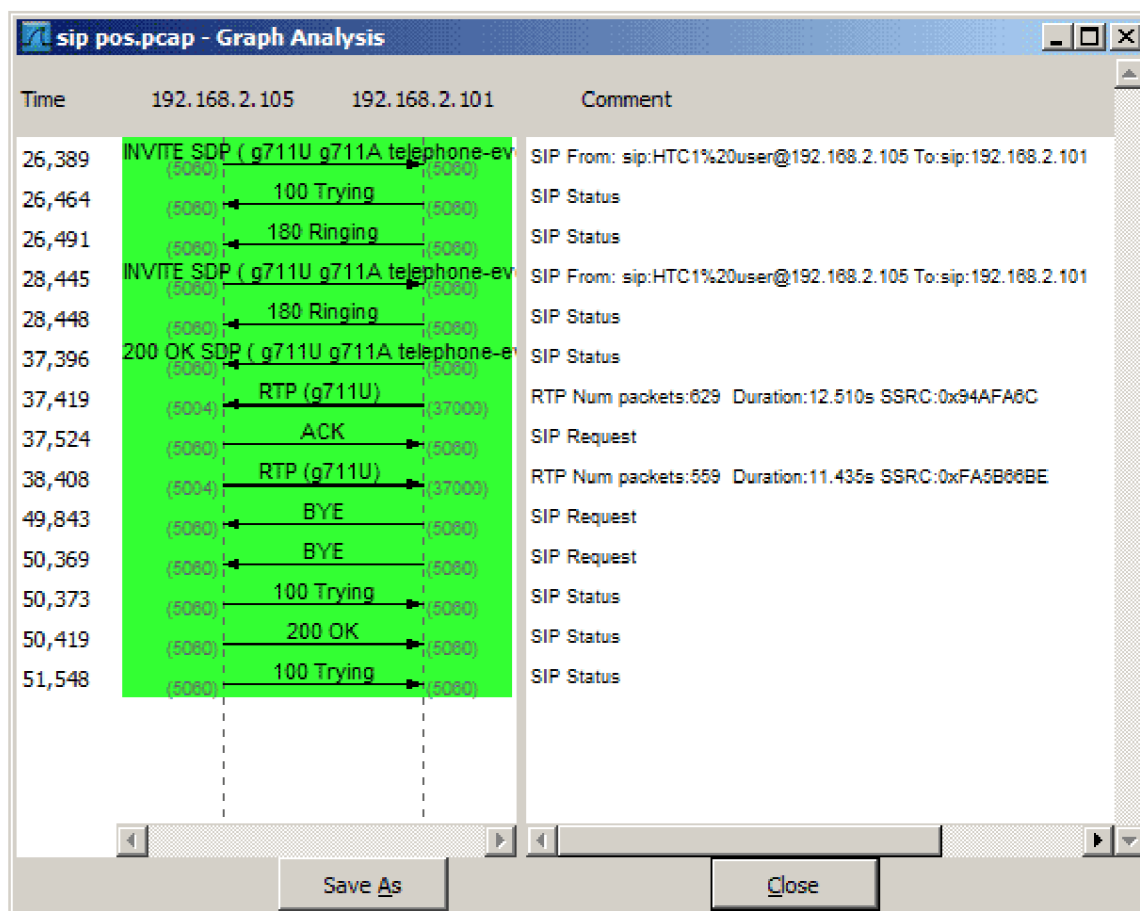 sip pos.pcap - Graph Analysis
Time 192.168.2.105 192.168.2.101 Comment
26,389 INVITE SDP ( g711U g711A telephone-ev SIP From: sip:HTC1%20user@192.168.2.105 To:sip:192.168.2.101
(5060) (5060)
26,464 100 Trying SIP Status
(5060) (5060)
26,491 180 Ringing SIP Status
(5060) (5060)
28,445 INVITE SDP ( g711U g711A telephone-ev SIP From: sip:HTC1%20user@192.168.2.105 To:sip:192.168.2.101
(5060) (5060)
28,448 180 Ringing SIP Status
(5060) (5060)
37,396 200 OK SDP ( g711U g711A telephone-e SIP Status
(5060) (5060)
37,419 RTP (g711U) RTP Num packets:629 Duration:12.510s SSRC:0x94AFA6C
(5004) (37000)
37,524 ACK SIP Request
(5060) (5060)
38,408 RTP (g711U) RTP Num packets:559 Duration:11.435s SSRC:0xFA5B66BE
(5004) (37000)
49,843 BYE SIP Request
(5060) (5060)
50,369 BYE SIP Request
(5060) (5060)
50,373 100 Trying SIP Status
(5060) (5060)
50,419 200 OK SIP Status
(5060) (5060)
51,548 100 Trying SIP Status
(5060) (5060)
Save As Close